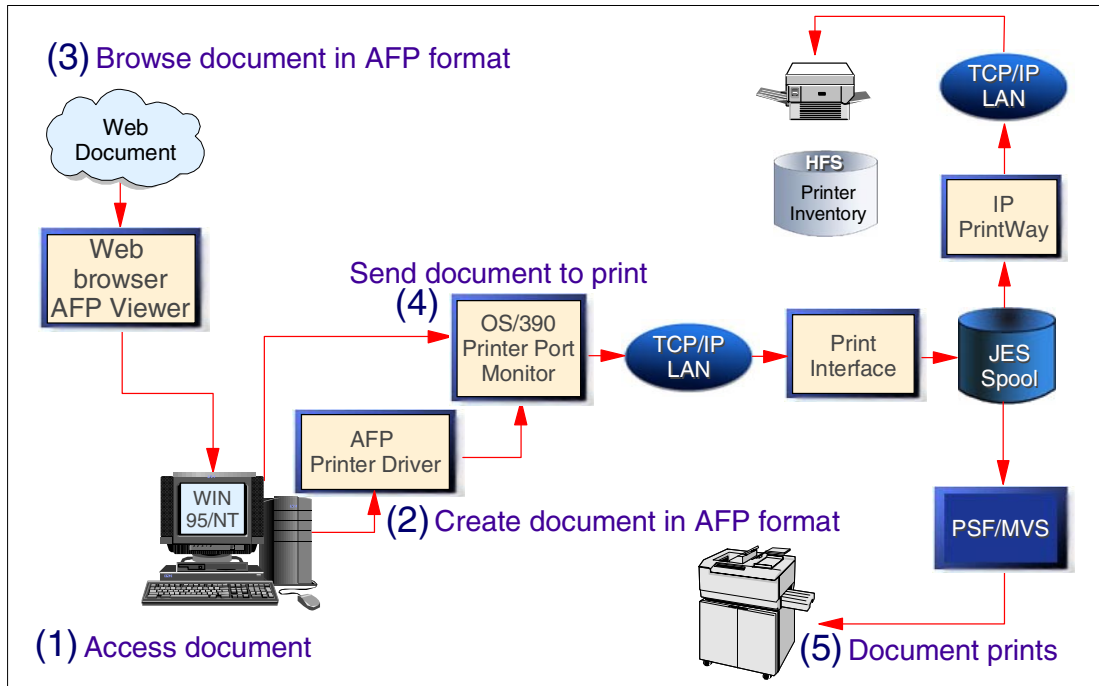 (3) Browse document in AFP format
Web
Document
Web
browser
AFP Viewer
TCP/IP
LAN
HFS
Printer
Inventory
IP
PrintWay
Send document to print
(4)
OS/390
Printer Port
Monitor
TCP/IP
LAN
Print
Interface
JES
Spool
AFP
Printer Driver
WIN
95/NT
(2) Create document in AFP format
PSF/MVS
(1) Access document
(5) Document prints